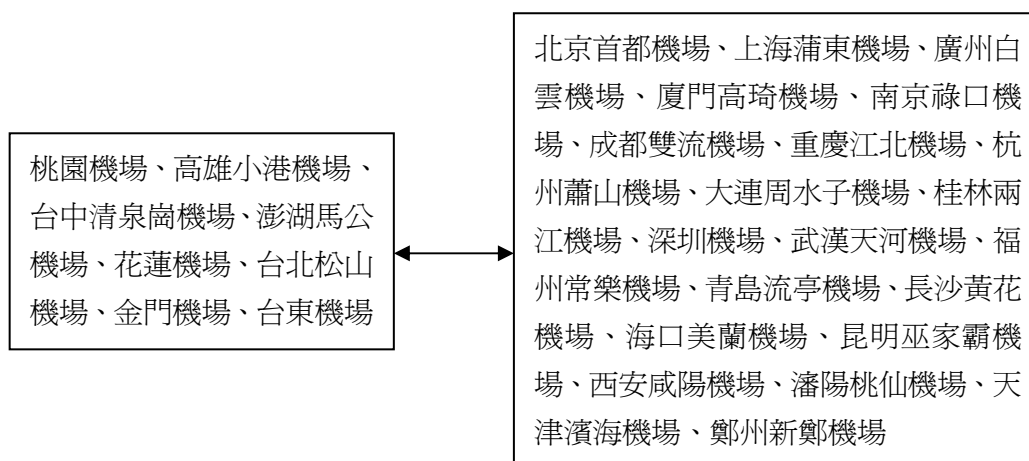 桃園機場、高雄小港機場、
台中清泉崗機場、澎湖馬公
機場、花蓮機場、台北松山
機場、金門機場、台東機場
北京首都機場、上海蒲東機場、廣州白
雲機場、廈門高琦機場、南京祿口機
場、成都雙流機場、重慶江北機場、杭
州蕭山機場、大連周水子機場、桂林兩
江機場、深圳機場、武漢天河機場、福
州常樂機場、青島流亭機場、長沙黃花
機場、海口美蘭機場、昆明巫家霸機
場、西安咸陽機場、瀋陽桃仙機場、天
津濱海機場、鄭州新鄭機場